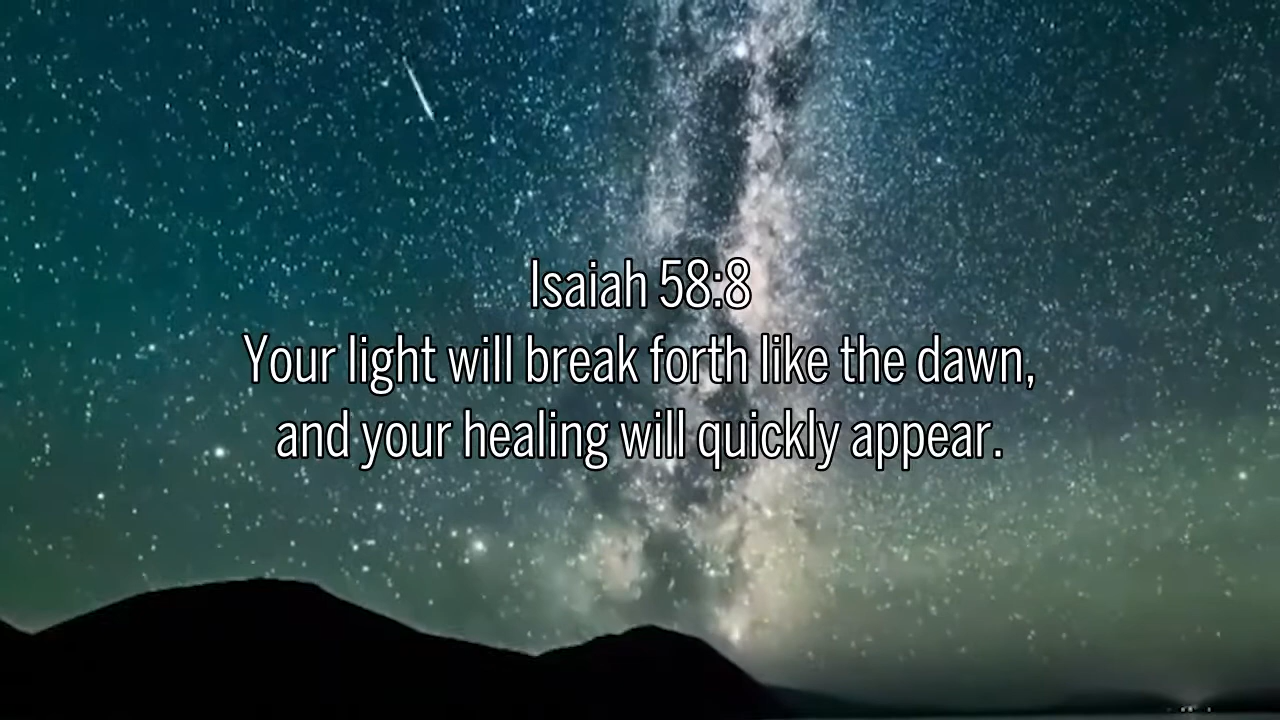 Isaiah 58:8
Your light will break forth like the dawn,
and your healing will quickly appear.